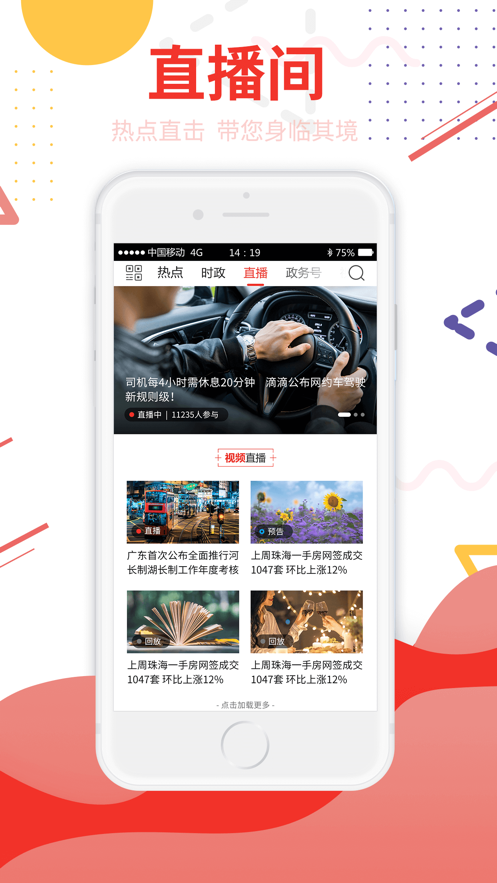 直播间
热点直击 带您身临其境
中国移动 4G 14:19 75%
热点 时政 直播 政务号
司机每4小时需休息20分钟 滴滴公布网约车驾驶
新规则级!
直播中 | 11235人参与
视频直播
直播
预告
广东首次公布全面推行河
长制湖长制工作年度考核
上周珠海一手房网签成交
1047套 环比上涨12%
回放
回放
上周珠海一手房网签成交
1047套 环比上涨12%
上周珠海一手房网签成交
1047套 环比上涨12%
- 点击加载更多 -